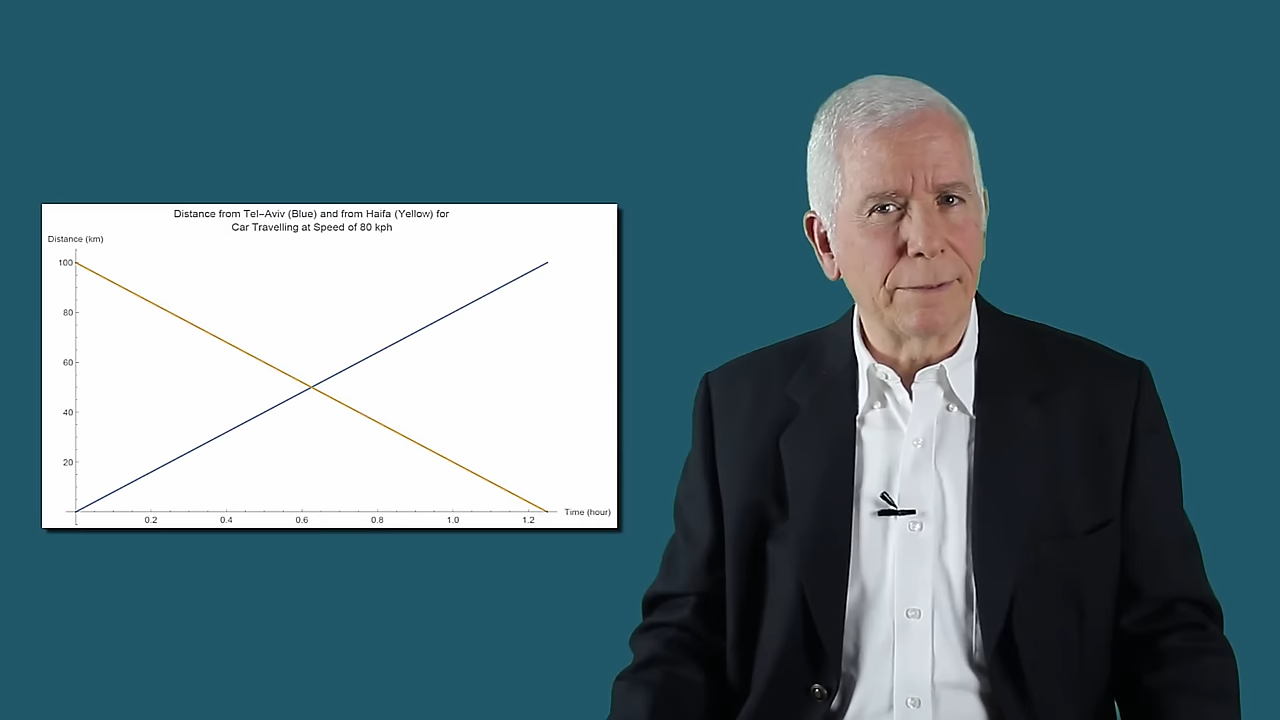 Distance from Tel-Aviv (Blue) and from Haifa (Yellow) for
Car Travelling at Speed of 80 kph
Distance (km)
100
80
60
40
20
0.2 0.4 0.6 0.8 1.0 1.2 Time (hour)